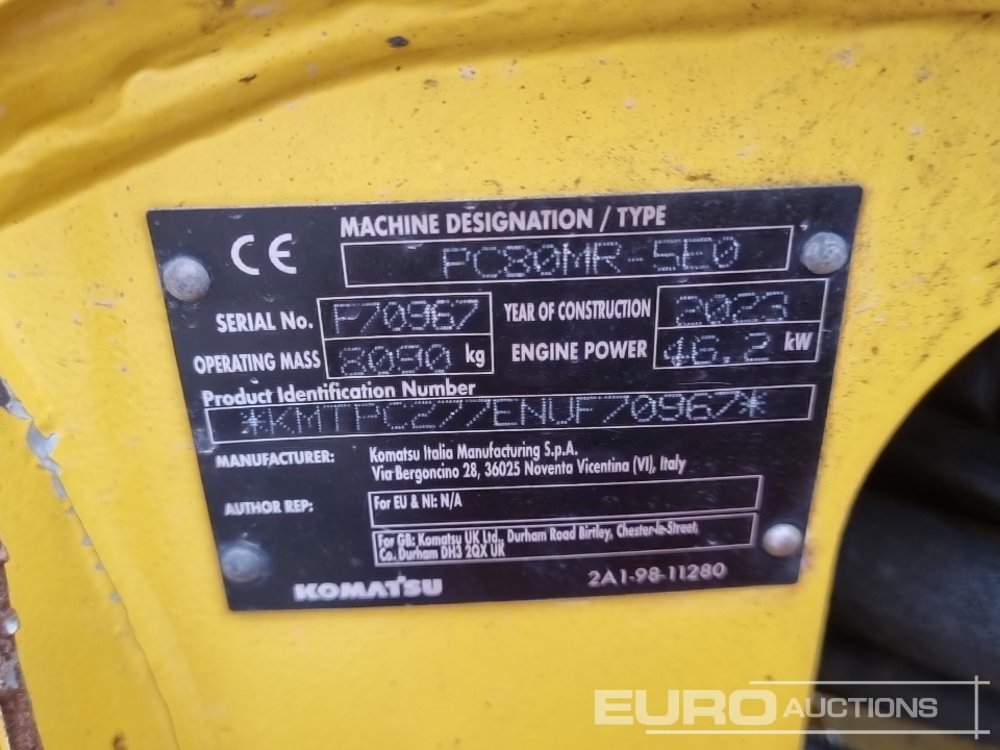 MACHINE DESIGNATION / TYPE
CE PC80MR-5E0
SERIAL No. F70967 YEAR OF CONSTRUCTION 2023
OPERATING MASS 8090 kg ENGINE POWER 46.2 kW
Product Identification Number
*KMTPC277ENVF70967*
MANUFACTURER: Komatsu Italia Manufacturing S.p.A.
Via Bergoncino 28, 36025 Noventa Vicentina (VI), Italy
AUTHOR REP: For EU & NI: N/A
For GB: Komatsu UK Ltd., Durham Road Birtley, Chester-le-Street,
Co. Durham DH3 2QX UK
KOMATSU 2A1-98-11280
EURO AUCTIONS